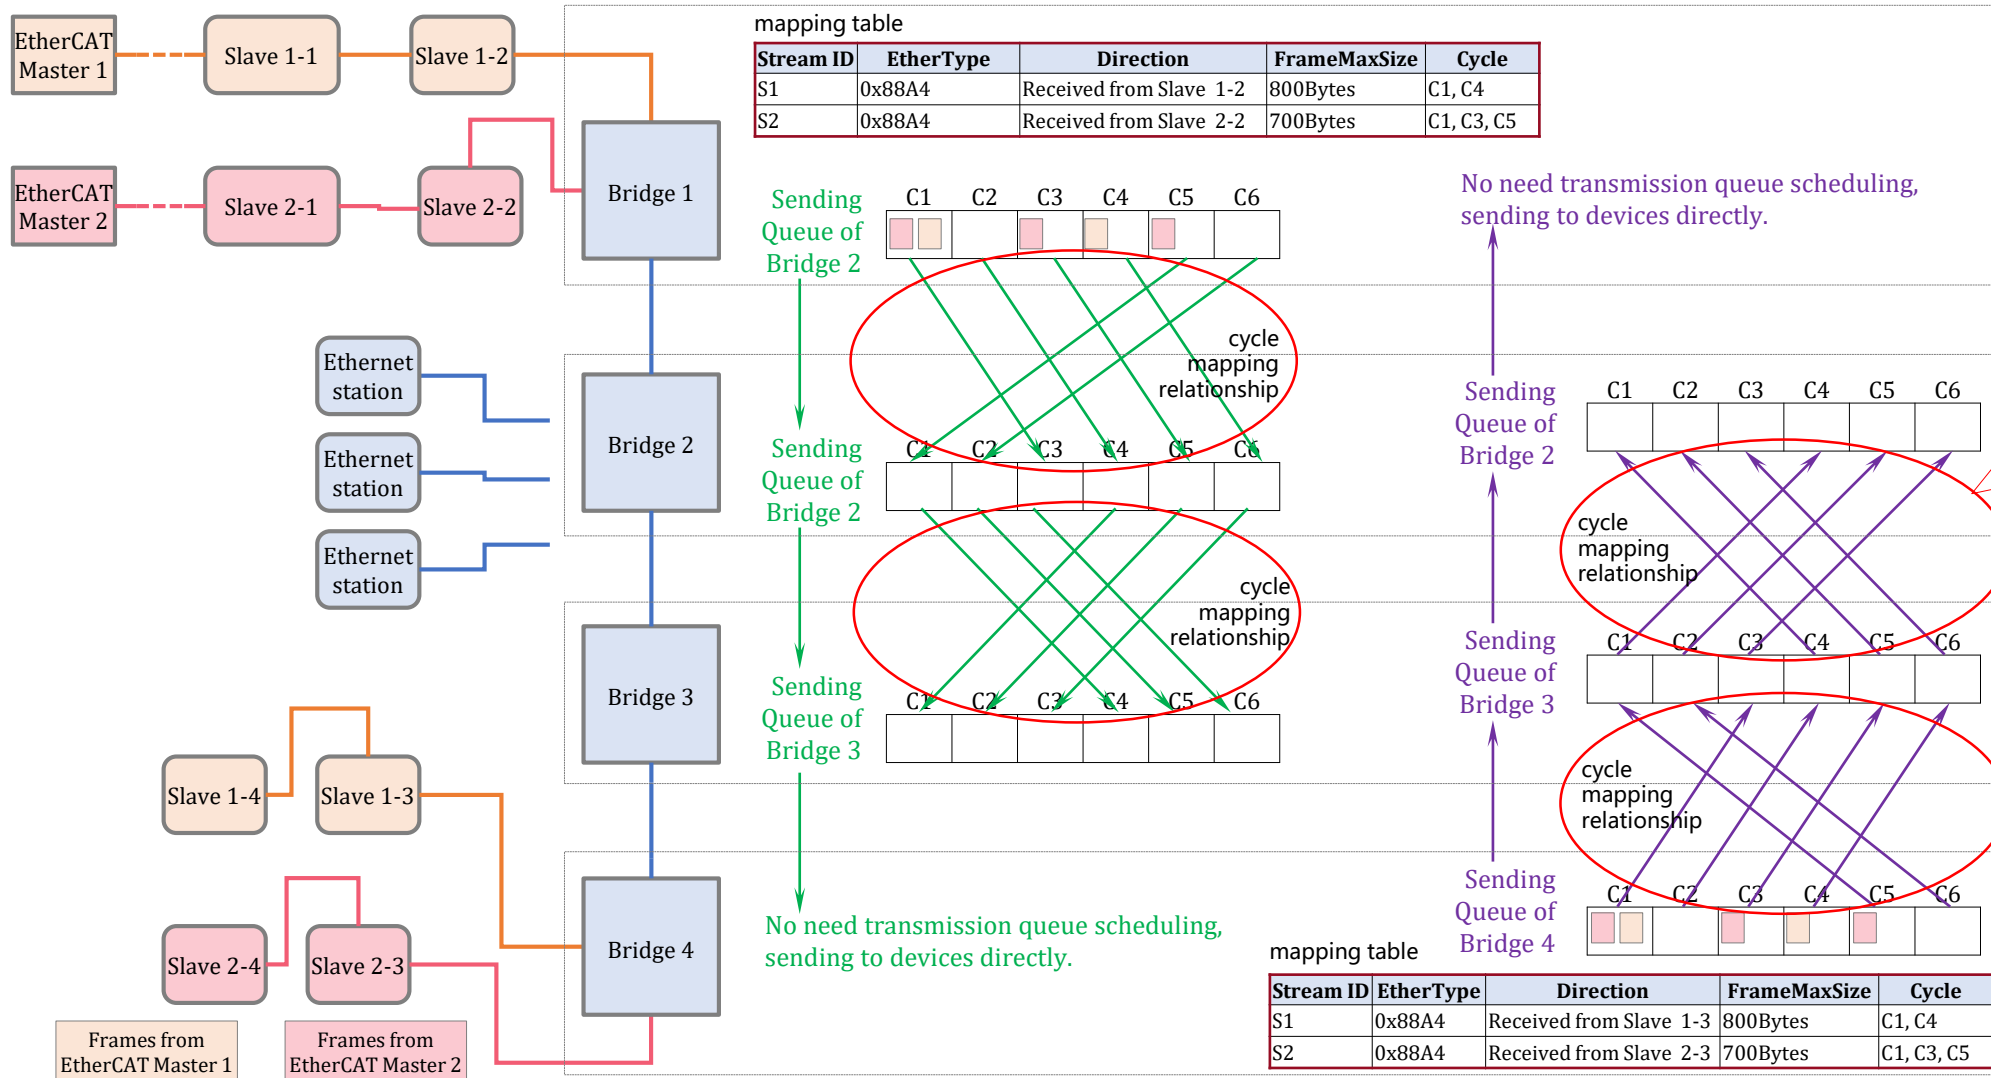 EtherCAT
Master 1
Slave 1-1
Slave 1-2
EtherCAT
Master 2
Slave 2-1
Slave 2-2
Bridge 1
mapping table
Stream ID EtherType Direction FrameMaxSize Cycle
S1 0x88A4 Received from Slave 1-2 800Bytes C1, C4
S2 0x88A4 Received from Slave 2-2 700Bytes C1, C3, C5
Sending
Queue of
Bridge 2
C1 C2 C3 C4 C5 C6
No need transmission queue scheduling,
sending to devices directly.
cycle
mapping
relationship
Ethernet
station
Ethernet
station
Ethernet
station
Bridge 2
Sending
Queue of
Bridge 2
C1 C2 C3 C4 C5 C6
Sending
Queue of
Bridge 2
C1 C2 C3 C4 C5 C6
cycle
mapping
relationship
cycle
mapping
relationship
Bridge 3
Sending
Queue of
Bridge 3
C1 C2 C3 C4 C5 C6
Sending
Queue of
Bridge 3
C1 C2 C3 C4 C5 C6
cycle
mapping
relationship
Slave 1-4
Slave 1-3
Slave 2-4
Slave 2-3
Bridge 4
No need transmission queue scheduling,
sending to devices directly.
Sending
Queue of
Bridge 4
C1 C2 C3 C4 C5 C6
mapping table
Stream ID EtherType Direction FrameMaxSize Cycle
S1 0x88A4 Received from Slave 1-3 800Bytes C1, C4
S2 0x88A4 Received from Slave 2-3 700Bytes C1, C3, C5
Frames from
EtherCAT Master 1
Frames from
EtherCAT Master 2